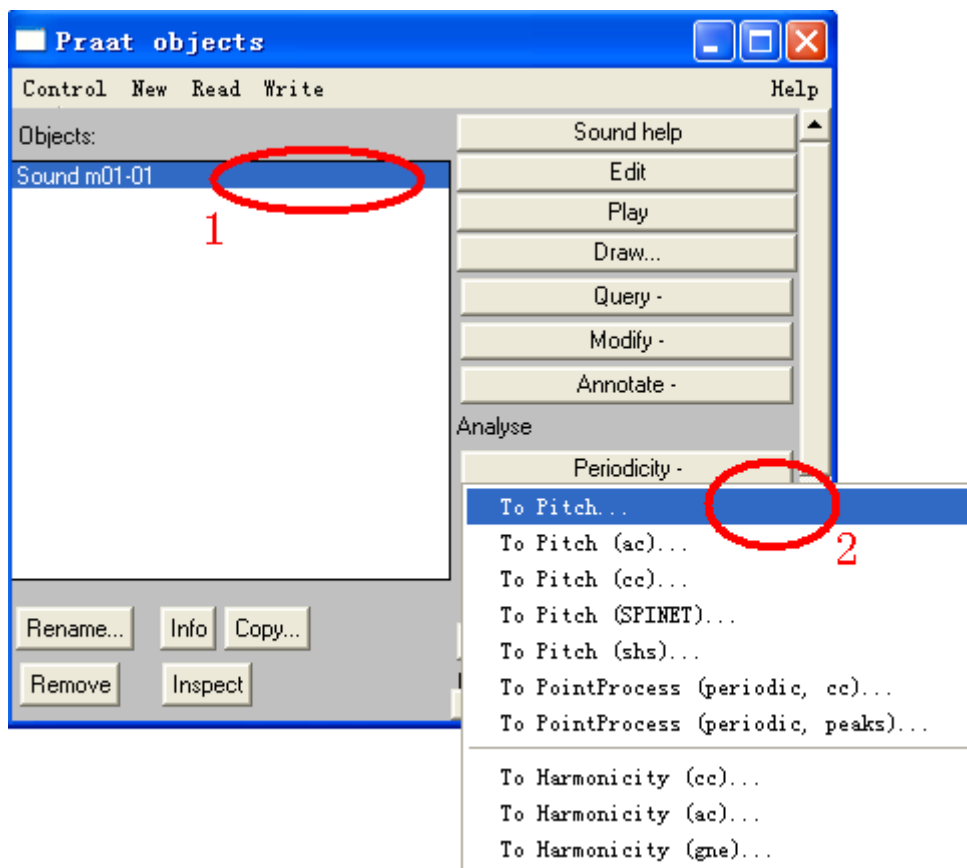 Praat objects
Control New Read Write Help
Objects:
Sound m01-01
1
Sound help
Edit
Play
Draw...
Query -
Modify -
Annotate -
Analyse
Periodicity -
To Pitch...
2
To Pitch (ac)...
To Pitch (cc)...
To Pitch (SPINET)...
To Pitch (shs)...
To PointProcess (periodic, cc)...
To PointProcess (periodic, peaks)...
To Harmonicity (cc)...
To Harmonicity (ac)...
To Harmonicity (gne)...
Rename... Info Copy...
Remove Inspect